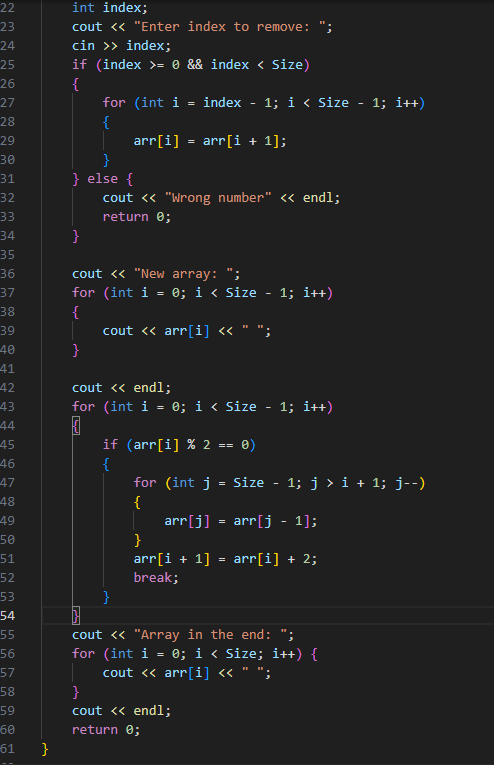 22 int index;
23 cout << "Enter index to remove: ";
24 cin >> index;
25 if (index >= 0 && index < Size)
26 {
27 for (int i = index - 1; i < Size - 1; i++)
28 {
29 arr[i] = arr[i + 1];
30 }
31 } else {
32 cout << "Wrong number" << endl;
33 return 0;
34 }
35
36 cout << "New array: ";
37 for (int i = 0; i < Size - 1; i++)
38 {
39 cout << arr[i] << " ";
40 }
41
42 cout << endl;
43 for (int i = 0; i < Size - 1; i++)
44 {
45 if (arr[i] % 2 == 0)
46 {
47 for (int j = Size - 1; j > i + 1; j--)
48 {
49 arr[j] = arr[j - 1];
50 }
51 arr[i + 1] = arr[i] + 2;
52 break;
53 }
54 }
55 cout << "Array in the end: ";
56 for (int i = 0; i < Size; i++) {
57 cout << arr[i] << " ";
58 }
59 cout << endl;
60 return 0;
61 }